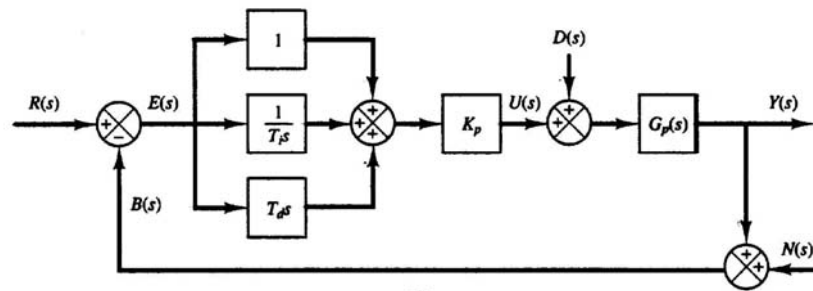 R(s)
E(s)
B(s)
1
1
T_i s
T_d s
K_p
U(s)
D(s)
G_p(s)
Y(s)
N(s)
+
−
+
+
+
+
+
+
+